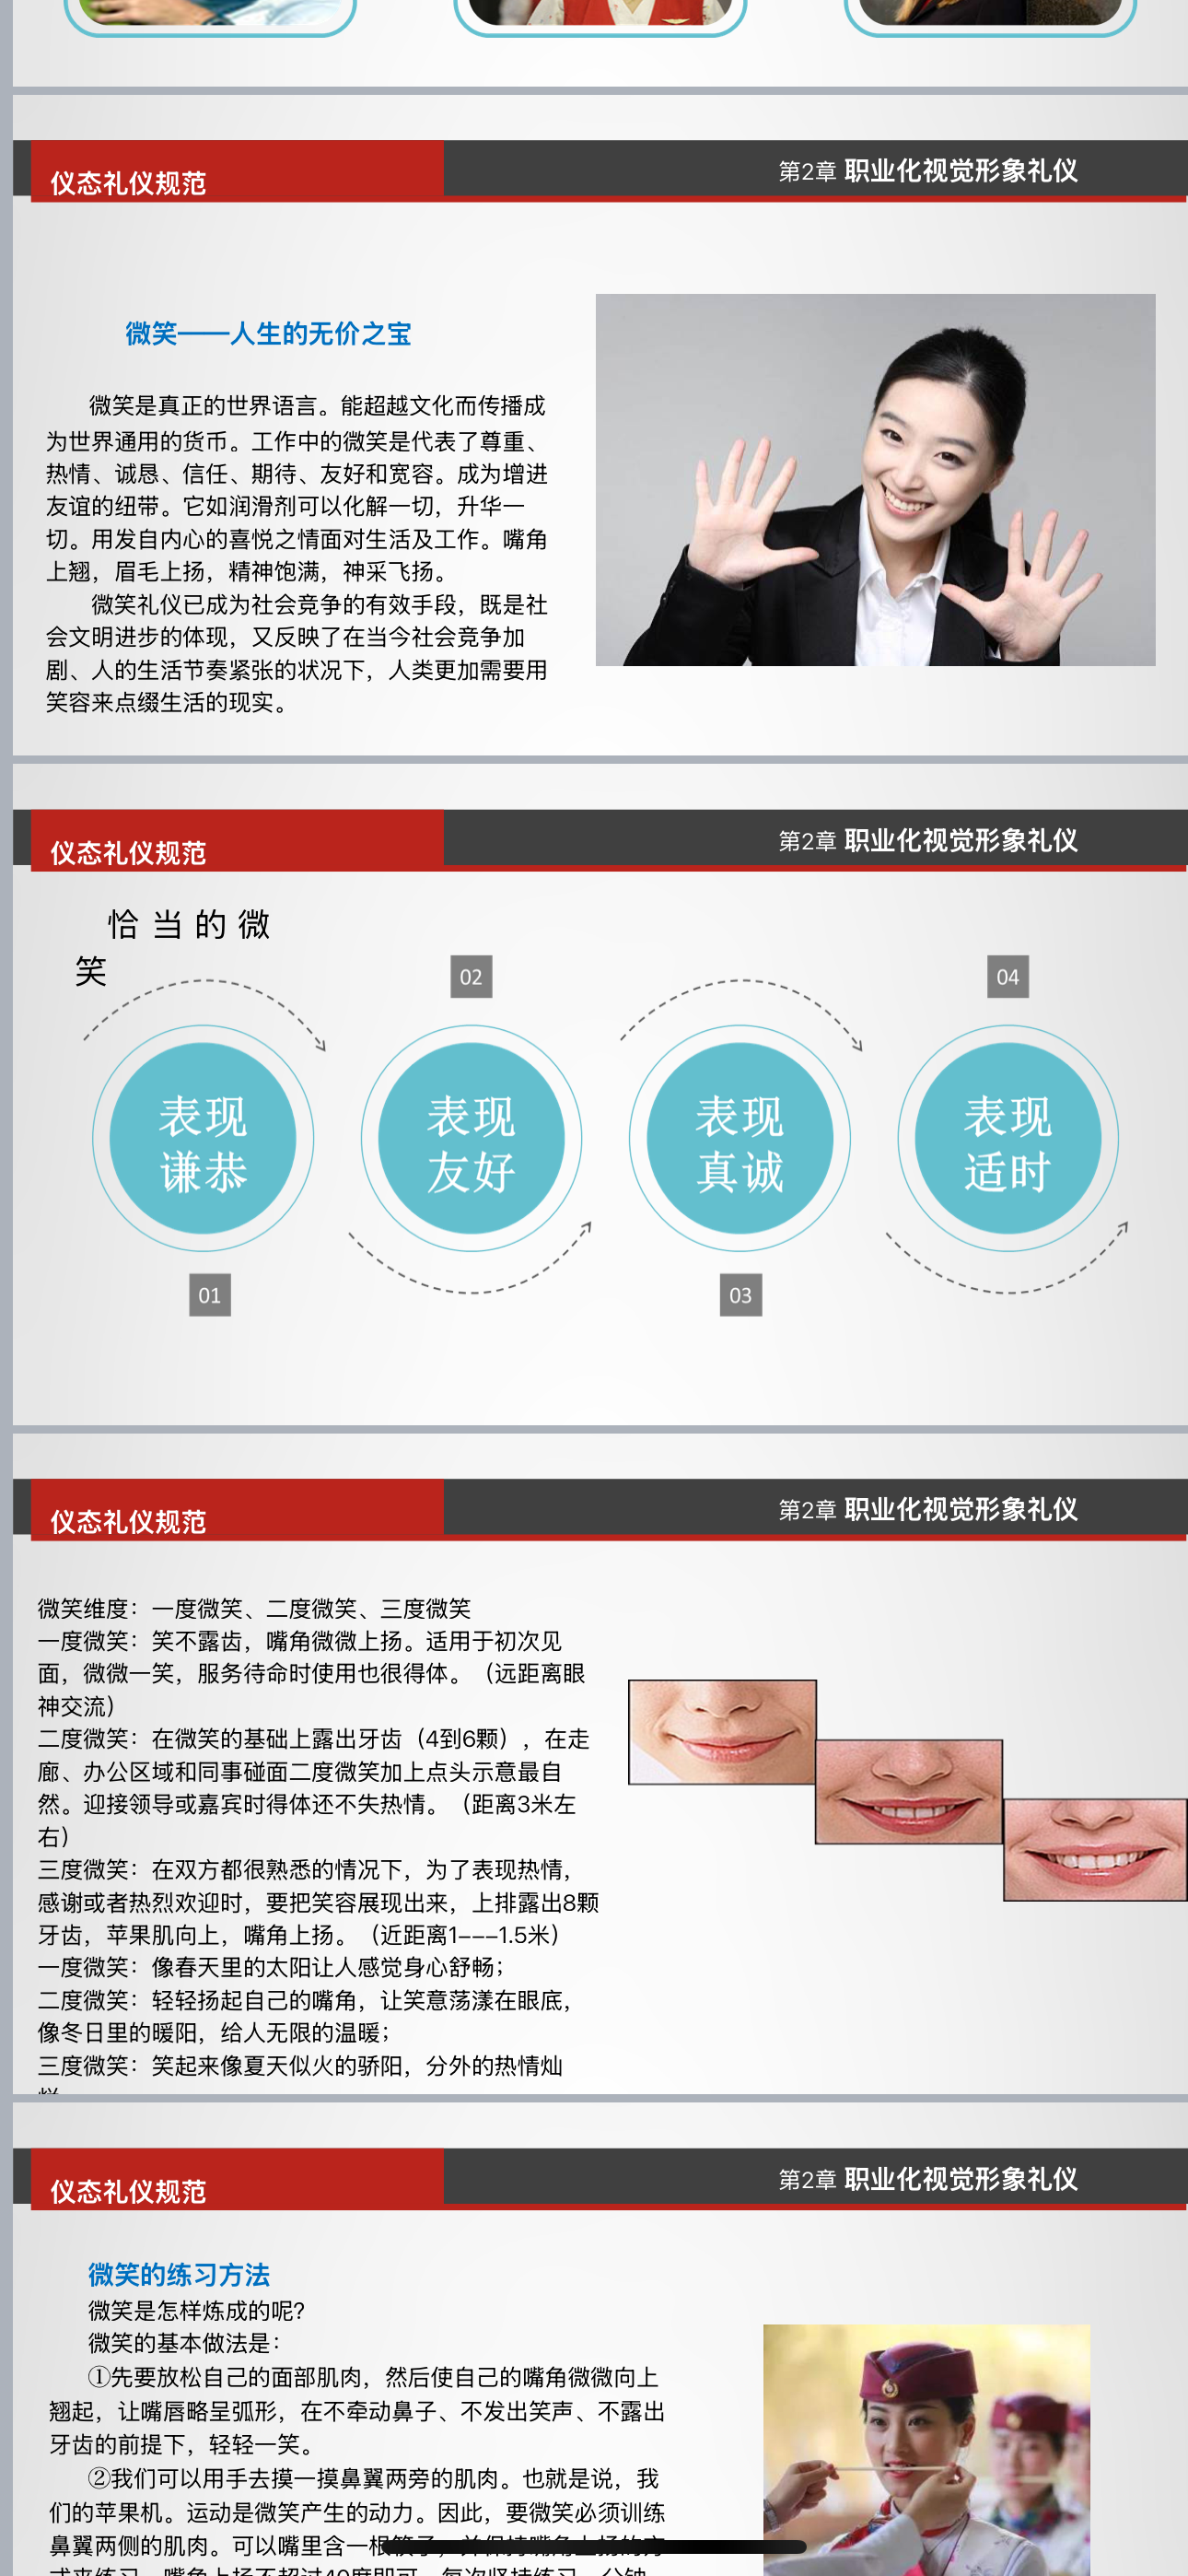 仪态礼仪规范
第2章 职业化视觉形象礼仪
微笑——人生的无价之宝
微笑是真正的世界语言。能超越文化而传播成
为世界通用的货币。工作中的微笑是代表了尊重、
热情、诚恳、信任、期待、友好和宽容。成为增进
友谊的纽带。它如润滑剂可以化解一切，升华一
切。用发自内心的喜悦之情面对生活及工作。嘴角
上翘，眉毛上扬，精神饱满，神采飞扬。
微笑礼仪已成为社会竞争的有效手段，既是社
会文明进步的体现，又反映了在当今社会竞争加
剧、人的生活节奏紧张的状况下，人类更加需要用
笑容来点缀生活的现实。
仪态礼仪规范
第2章 职业化视觉形象礼仪
恰当的微
笑
02
04
表现
谦恭
表现
友好
表现
真诚
表现
适时
01
03
仪态礼仪规范
第2章 职业化视觉形象礼仪
微笑维度：一度微笑、二度微笑、三度微笑
一度微笑：笑不露齿，嘴角微微上扬。适用于初次见
面，微微一笑，服务待命时使用也很得体。（远距离眼
神交流）
二度微笑：在微笑的基础上露出牙齿（4到6颗），在走
廊、办公区域和同事碰面二度微笑加上点头示意最自
然。迎接领导或嘉宾时得体还不失热情。（距离3米左
右）
三度微笑：在双方都很熟悉的情况下，为了表现热情，
感谢或者热烈欢迎时，要把笑容展现出来，上排露出8颗
牙齿，苹果肌向上，嘴角上扬。（近距离1---1.5米）
一度微笑：像春天里的太阳让人感觉身心舒畅；
二度微笑：轻轻扬起自己的嘴角，让笑意荡漾在眼底，
像冬日里的暖阳，给人无限的温暖；
三度微笑：笑起来像夏天似火的骄阳，分外的热情灿
仪态礼仪规范
第2章 职业化视觉形象礼仪
微笑的练习方法
微笑是怎样炼成的呢?
微笑的基本做法是：
①先要放松自己的面部肌肉，然后使自己的嘴角微微向上
翘起，让嘴唇略呈弧形，在不牵动鼻子、不发出笑声、不露出
牙齿的前提下，轻轻一笑。
②我们可以用手去摸一摸鼻翼两旁的肌肉。也就是说，我
们的苹果机。运动是微笑产生的动力。因此，要微笑必须训练
鼻翼两侧的肌肉。可以嘴里含一根